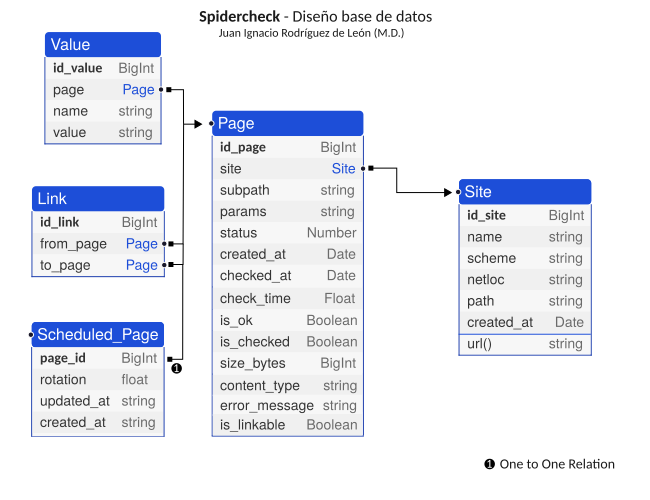 Spidercheck - Diseño base de datos
Juan Ignacio Rodríguez de León (M.D.)
Value
id_value BigInt
page Page
name string
value string
Link
id_link BigInt
from_page Page
to_page Page
Scheduled_Page
page_id BigInt
rotation float
updated_at string
created_at string
❶
Page
id_page BigInt
site Site
subpath string
params string
status Number
created_at Date
checked_at Date
check_time Float
is_ok Boolean
is_checked Boolean
size_bytes BigInt
content_type string
error_message string
is_linkable Boolean
Site
id_site BigInt
name string
scheme string
netloc string
path string
created_at Date
url() string
❶ One to One Relation